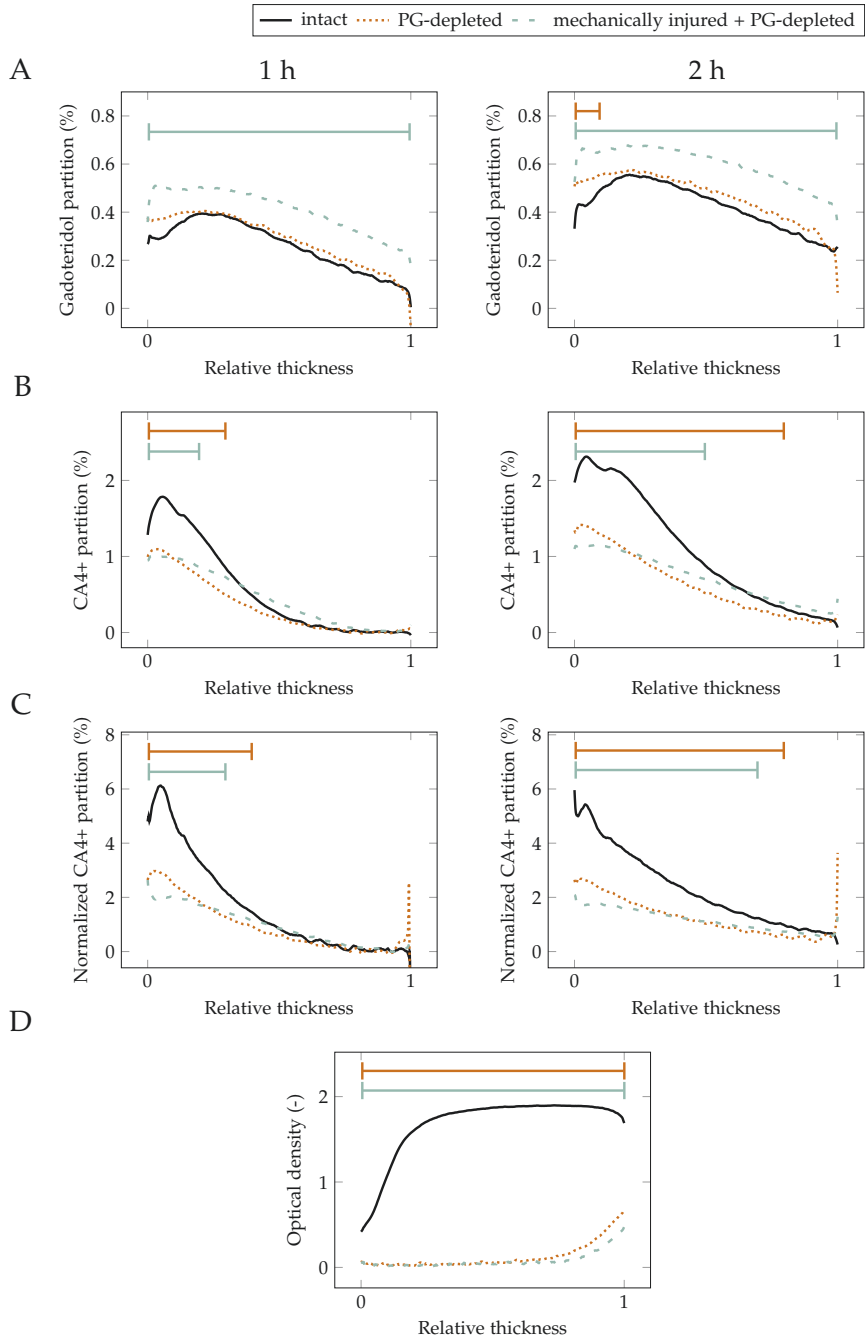 intact PG-depleted mechanically injured + PG-depleted
A
1 h
2 h
Gadoteridol partition (%)
0.8
0.6
0.4
0.2
0
0 1
Relative thickness
Gadoteridol partition (%)
0.8
0.6
0.4
0.2
0
0 1
Relative thickness
B
CA4+ partition (%)
2
1
0
0 1
Relative thickness
CA4+ partition (%)
2
1
0
0 1
Relative thickness
C
Normalized CA4+ partition (%)
8
6
4
2
0
0 1
Relative thickness
Normalized CA4+ partition (%)
8
6
4
2
0
0 1
Relative thickness
D
Optical density (-)
2
1
0
0 1
Relative thickness